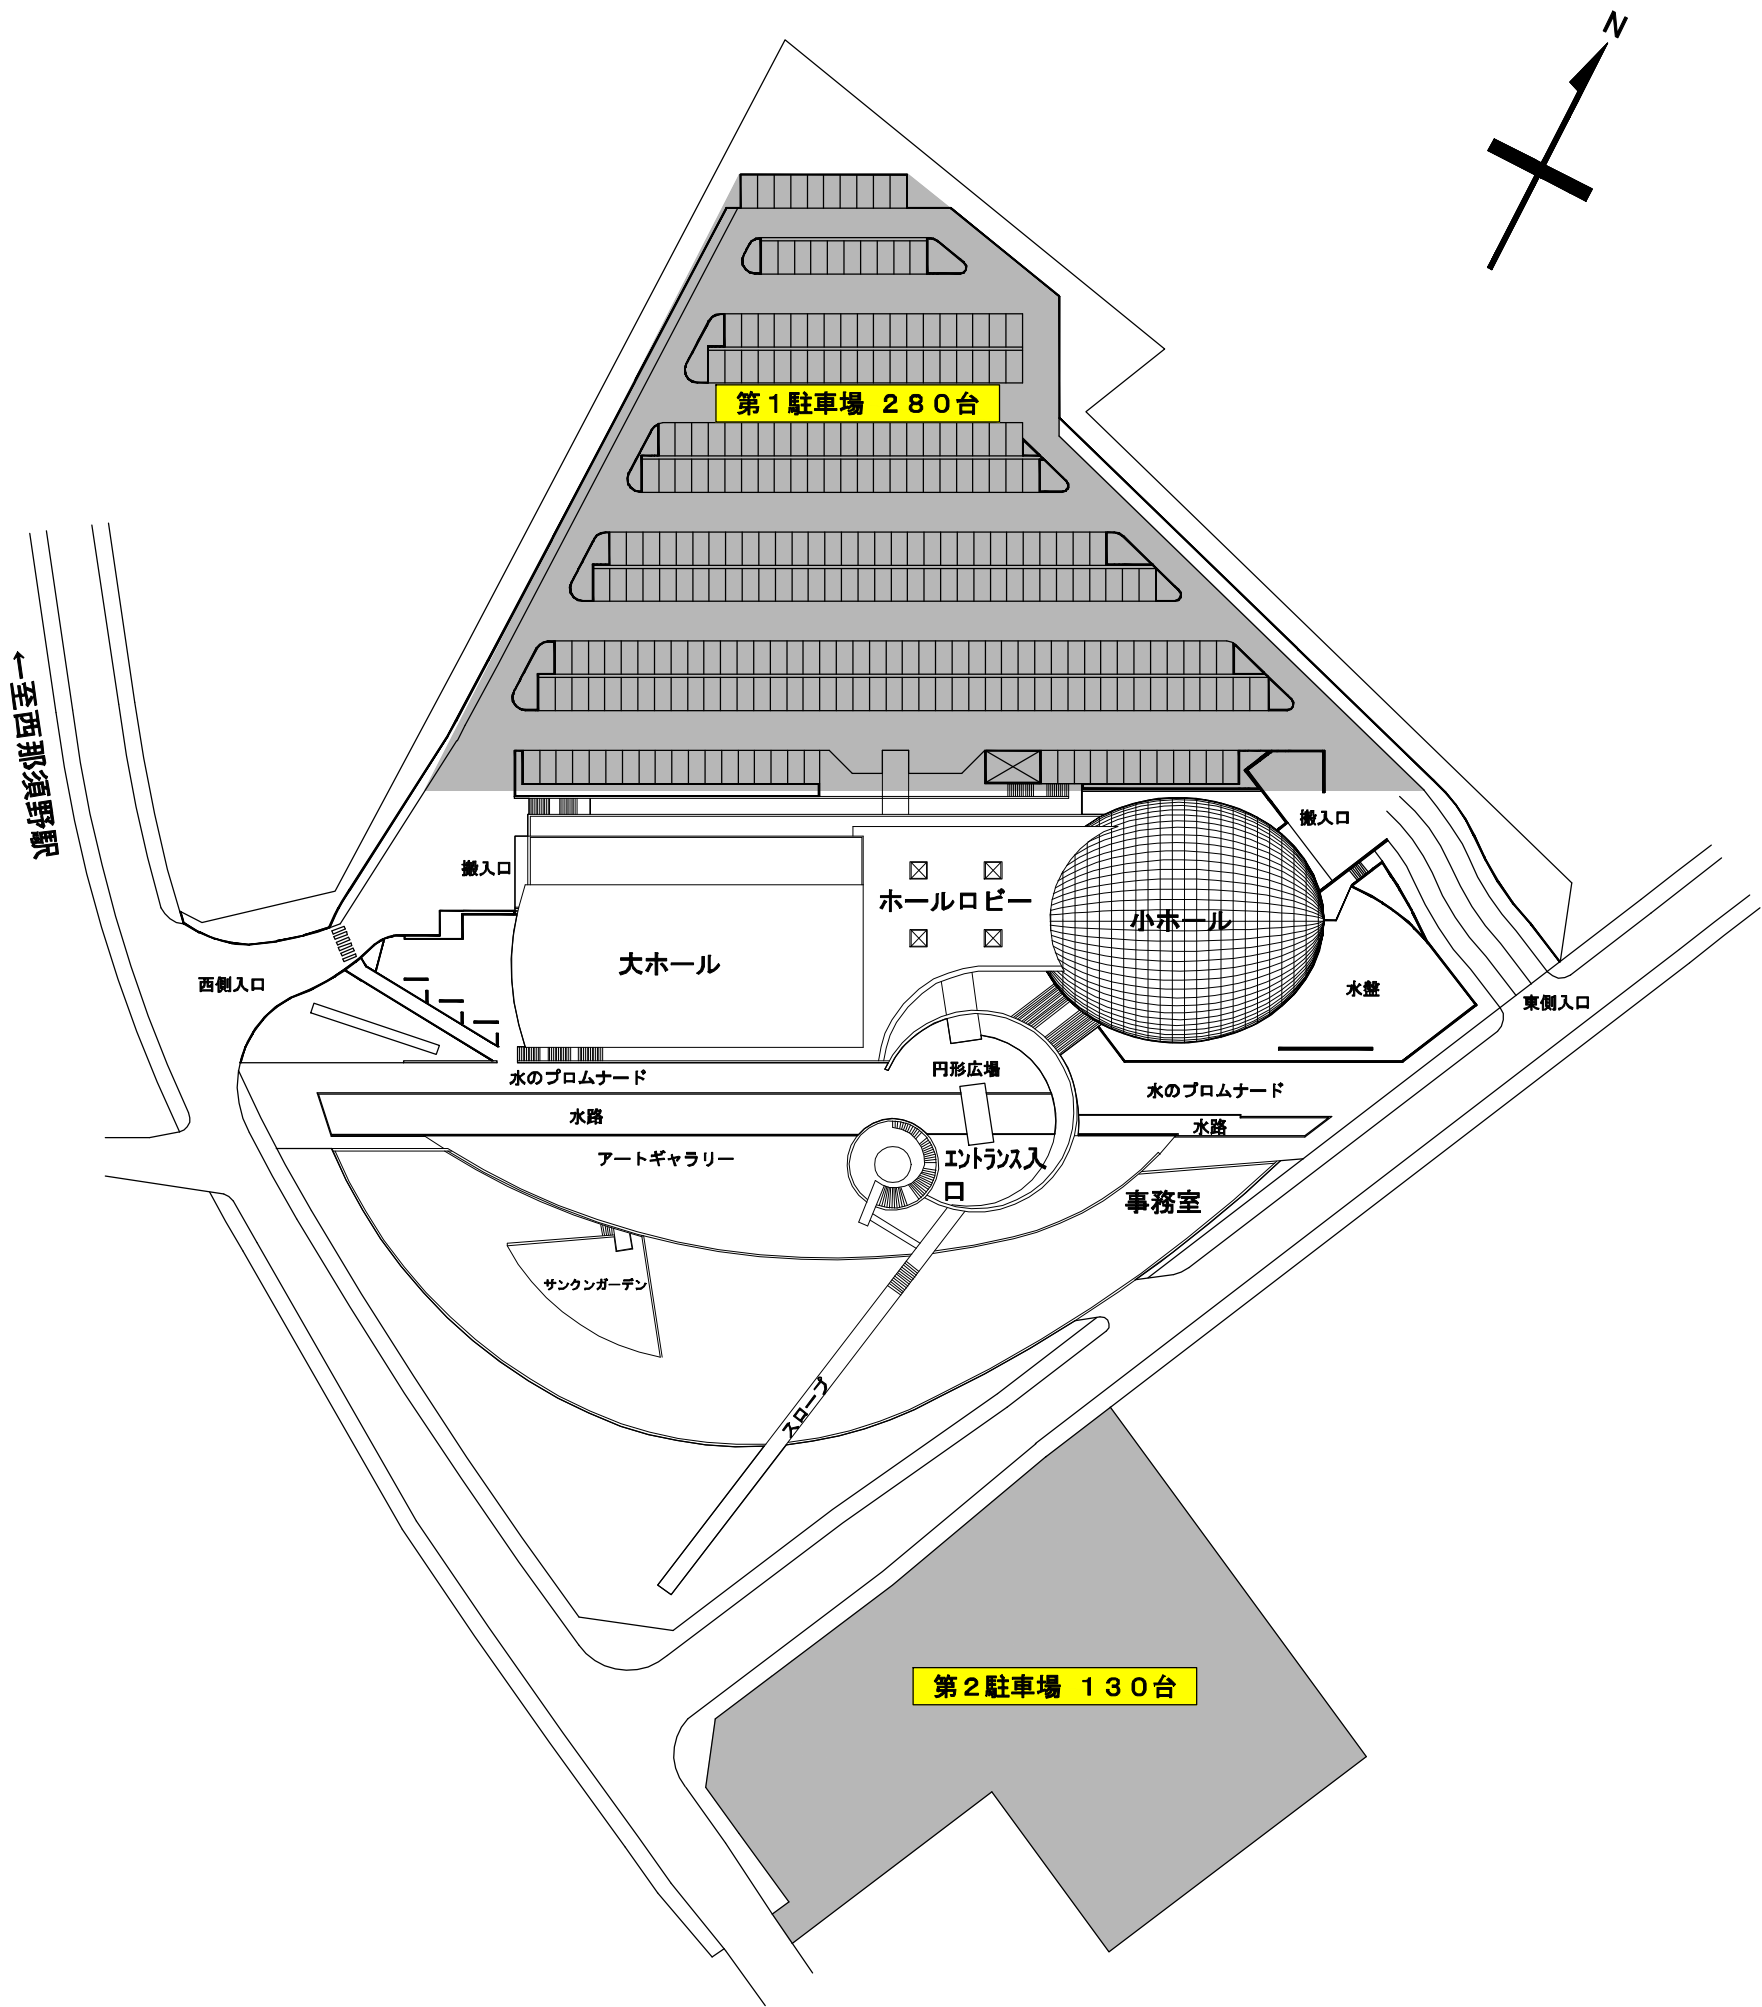 N
第１駐車場 ２８０台
←至西那須野駅
搬入口
搬入口
ホールロビー
小ホール
大ホール
西側入口
水盤
東側入口
円形広場
水のプロムナード
水のプロムナード
水路
水路
アートギャラリー
エントランス入
口
事務室
サンクンガーデン
スロープ
第２駐車場 １３０台